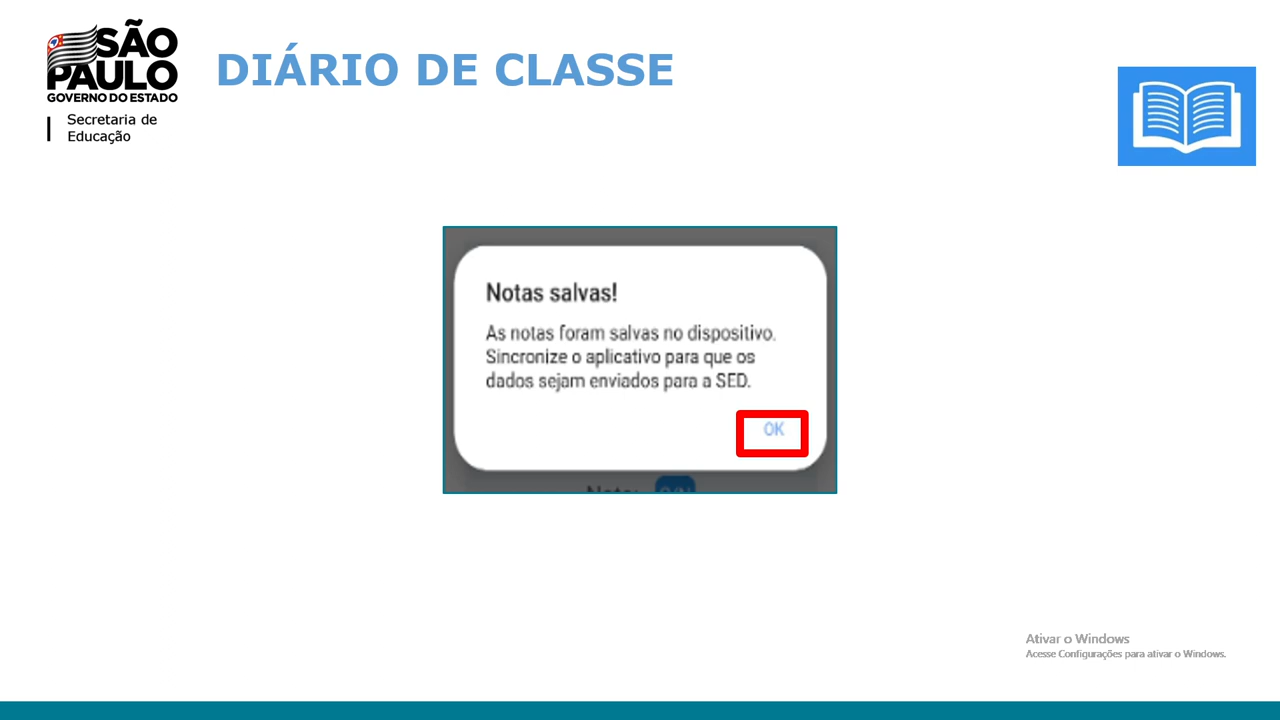 SÃO
PAULO
GOVERNO DO ESTADO
Secretaria de
Educação
DIÁRIO DE CLASSE
Notas salvas!
As notas foram salvas no dispositivo.
Sincronize o aplicativo para que os
dados sejam enviados para a SED.
OK
Ativar o Windows
Acesse Configurações para ativar o Windows.